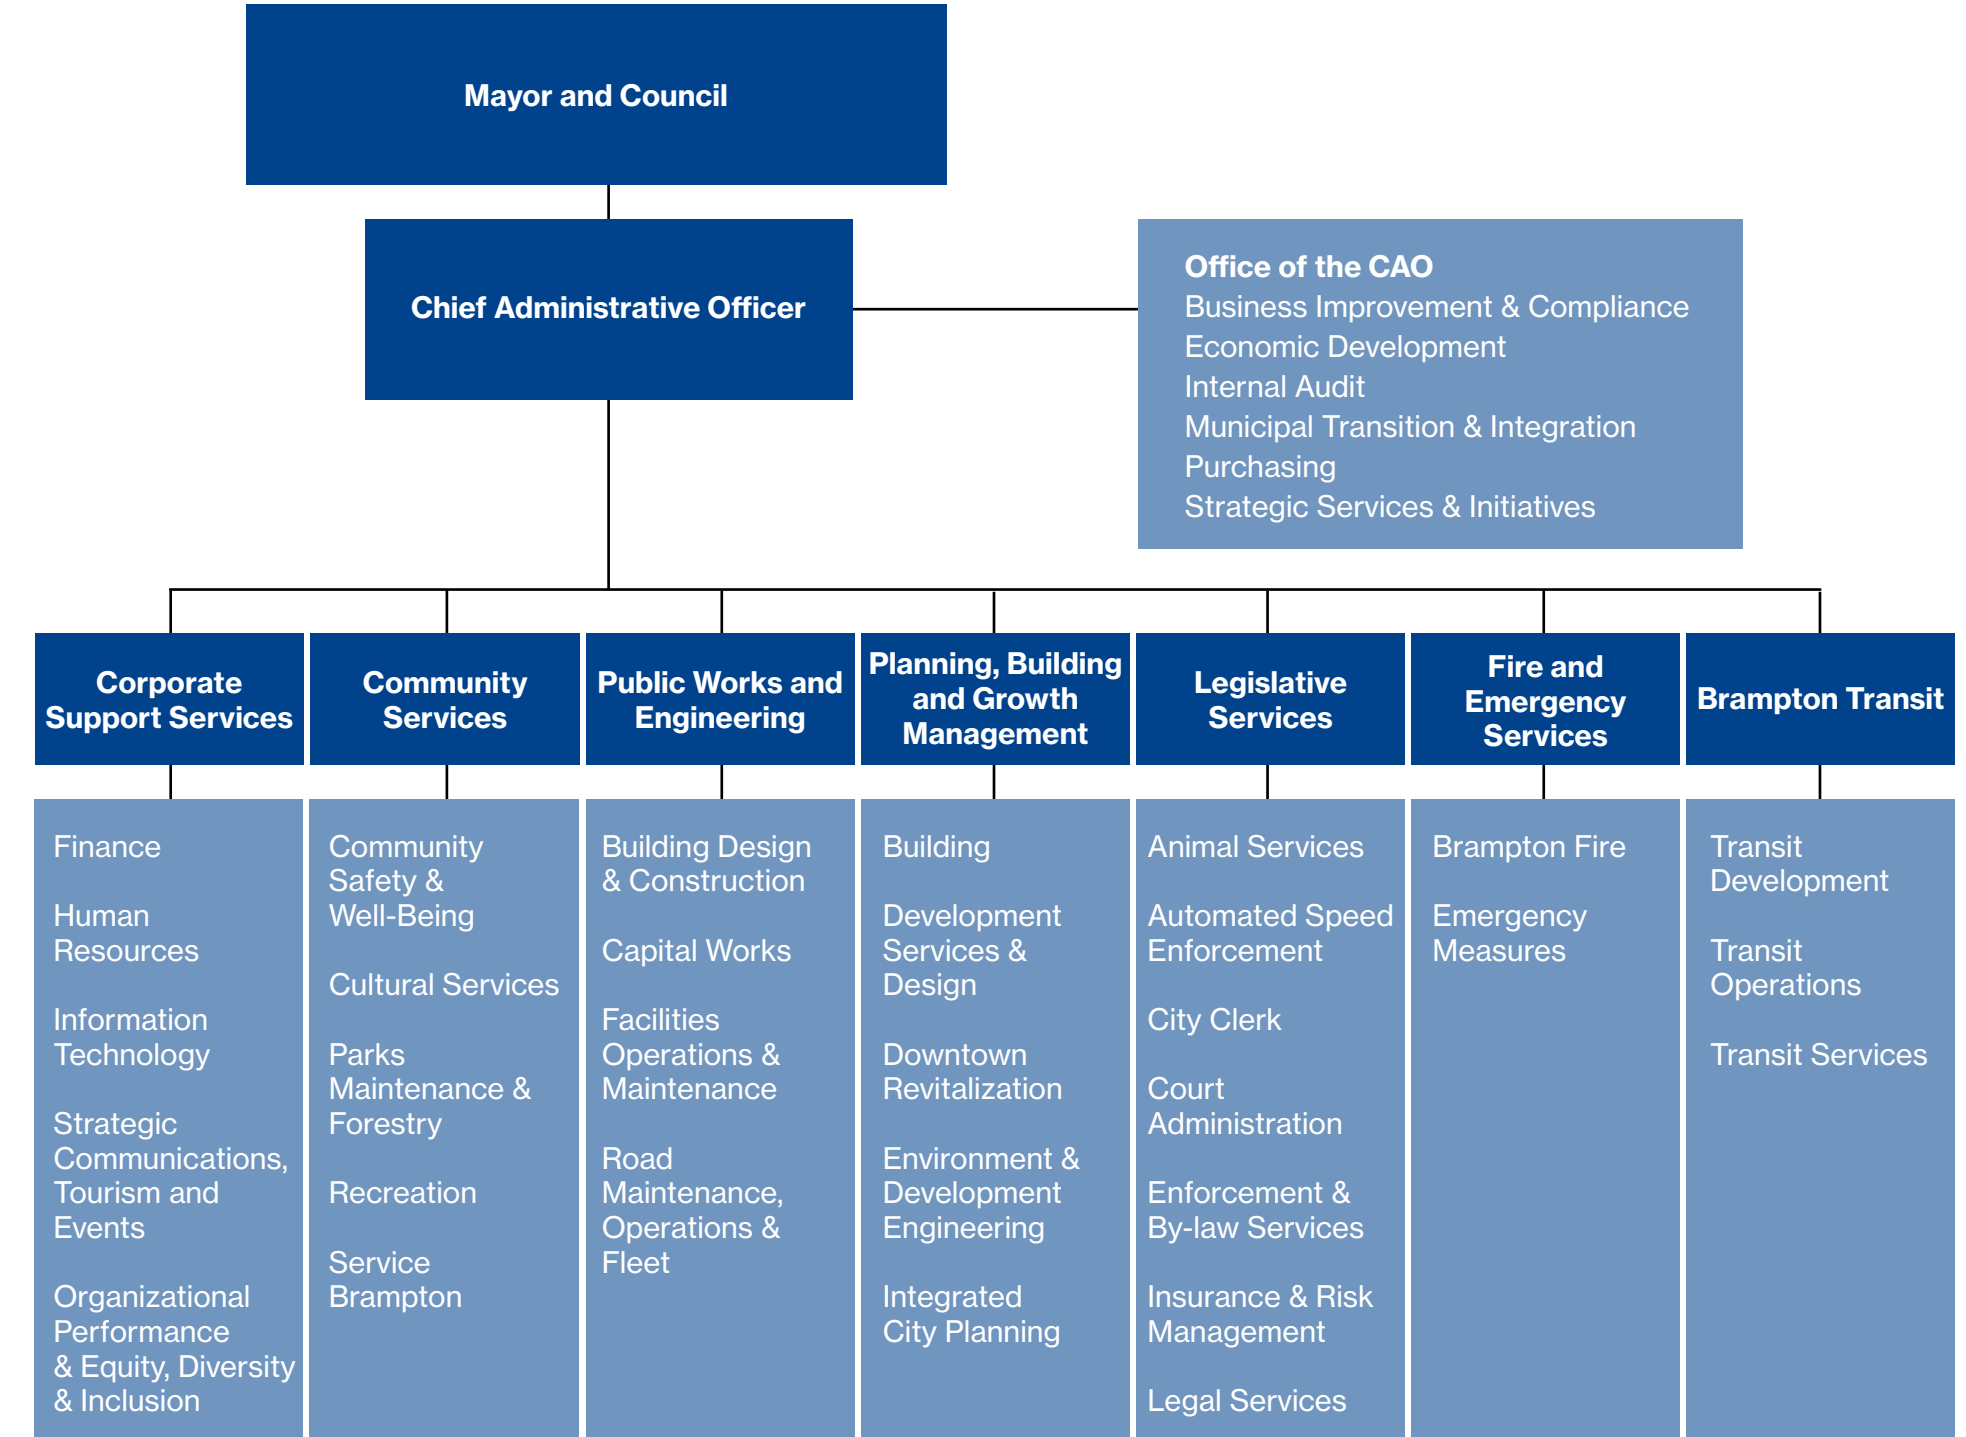 Mayor and Council
Chief Administrative Officer
Office of the CAO
Business Improvement & Compliance
Economic Development
Internal Audit
Municipal Transition & Integration
Purchasing
Strategic Services & Initiatives
Corporate
Support Services
Community
Services
Public Works and
Engineering
Planning, Building
and Growth
Management
Legislative
Services
Fire and
Emergency
Services
Brampton Transit
Finance
Human
Resources
Information
Technology
Strategic
Communications,
Tourism and
Events
Organizational
Performance
& Equity, Diversity
& Inclusion
Community
Safety &
Well-Being
Cultural Services
Parks
Maintenance &
Forestry
Recreation
Service
Brampton
Building Design
& Construction
Capital Works
Facilities
Operations &
Maintenance
Road
Maintenance,
Operations &
Fleet
Building
Development
Services &
Design
Downtown
Revitalization
Environment &
Development
Engineering
Integrated
City Planning
Animal Services
Automated Speed
Enforcement
City Clerk
Court
Administration
Enforcement &
By-law Services
Insurance & Risk
Management
Legal Services
Brampton Fire
Emergency
Measures
Transit
Development
Transit
Operations
Transit Services